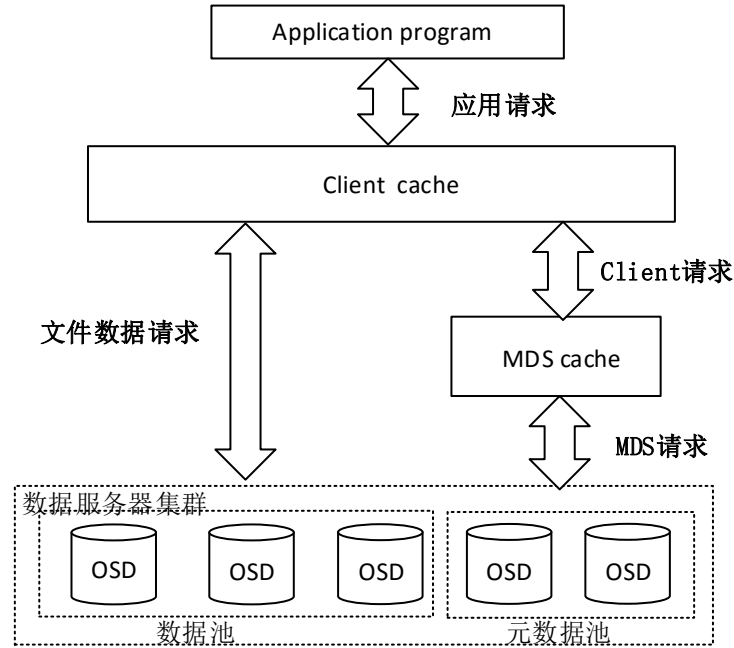 Application program
应用请求
Client cache
Client请求
文件数据请求
MDS cache
MDS请求
数据服务器集群
OSD
OSD
OSD
OSD
OSD
数据池
元数据池